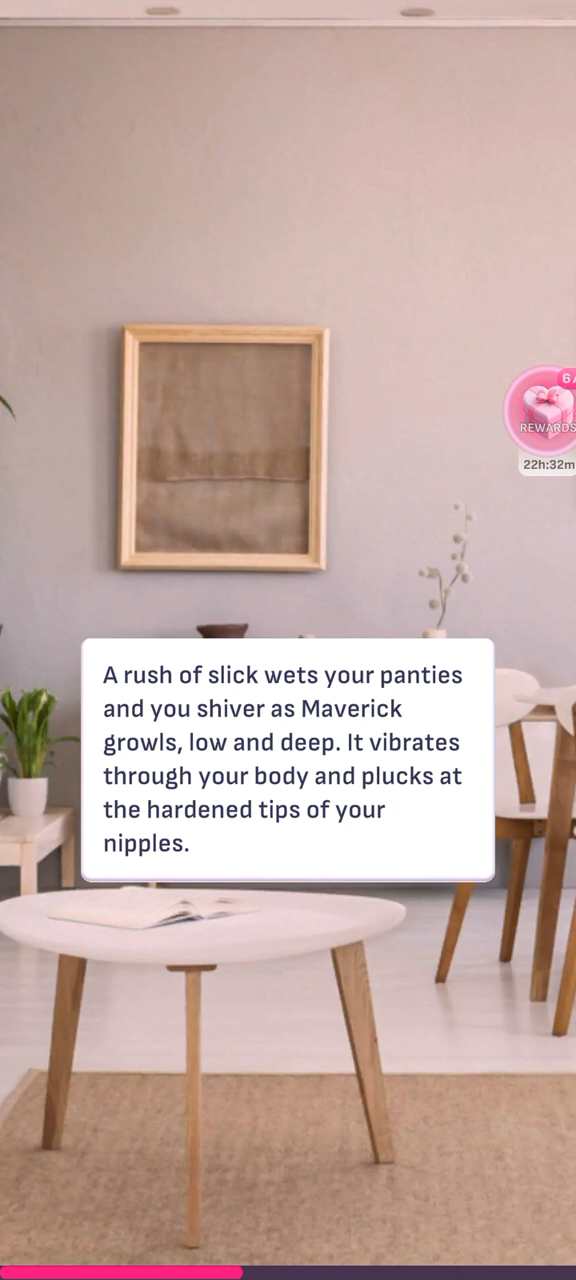 6/
REWARDS
22h:32m
A rush of slick wets your panties
and you shiver as Maverick
growls, low and deep. It vibrates
through your body and plucks at
the hardened tips of your
nipples.